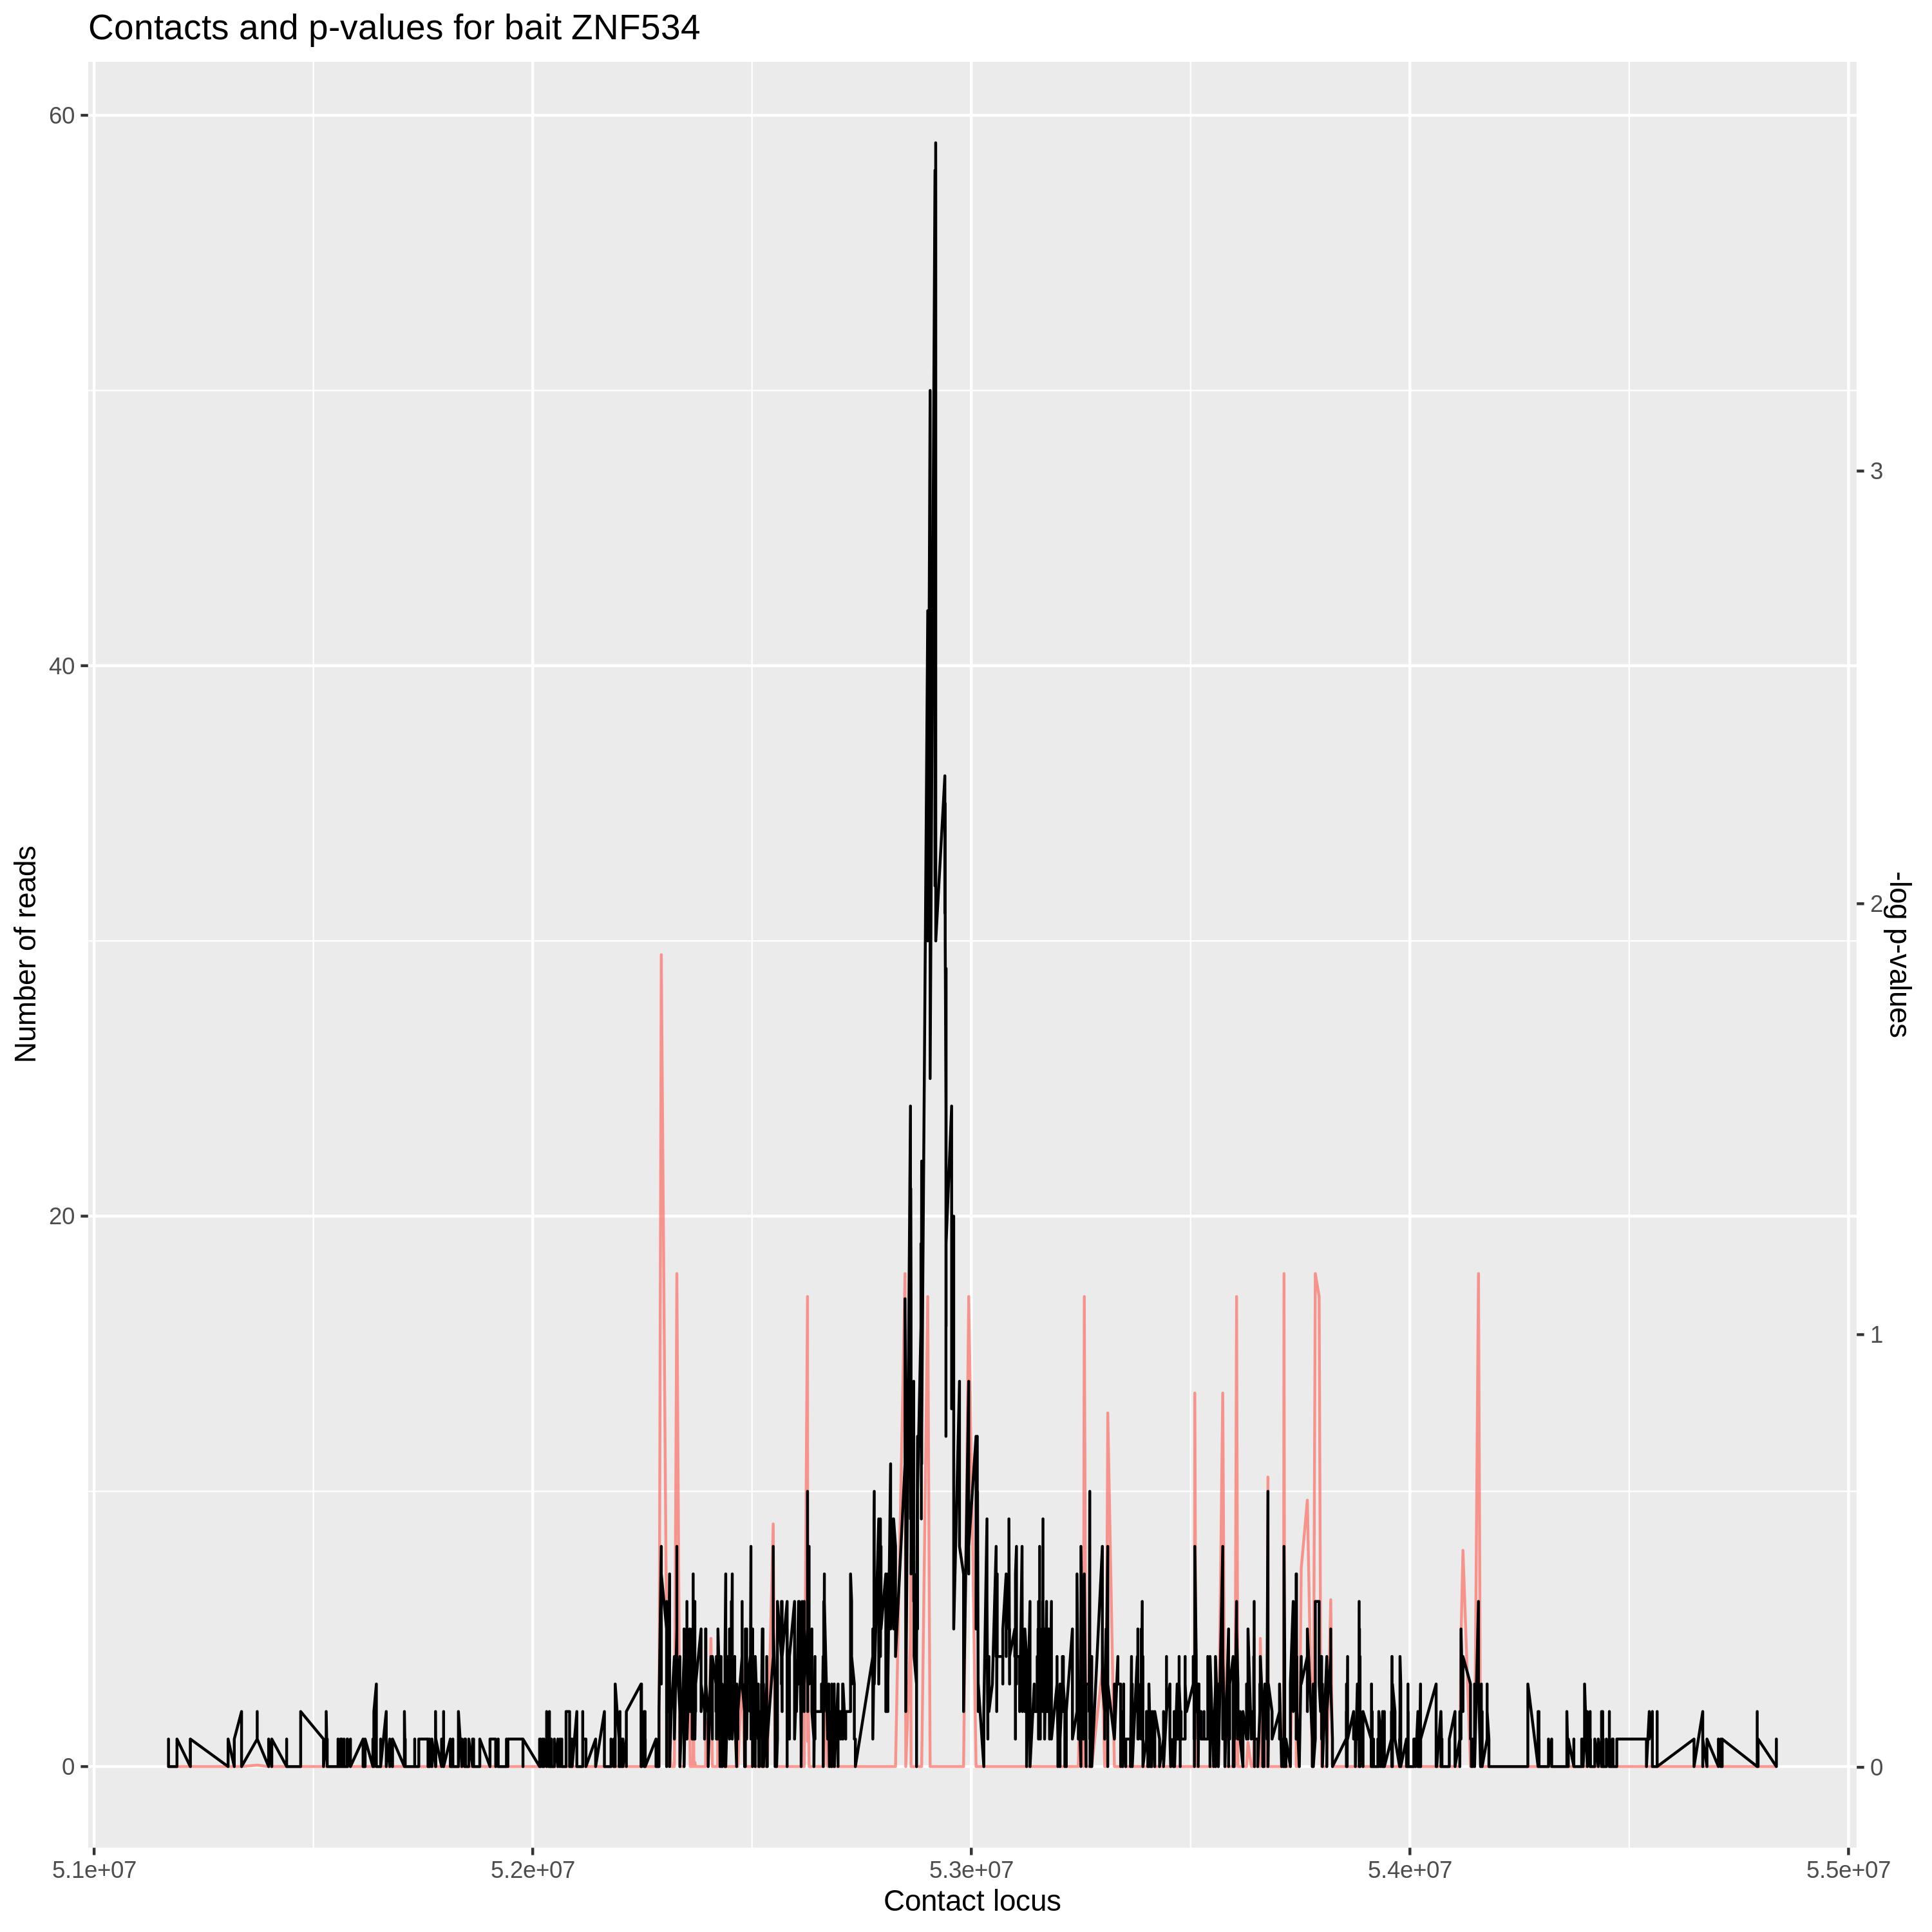 Contacts and p-values for bait ZNF534
60
40
20
0
Number of reads
3
2
1
0
-log p-values
5.1e+07 5.2e+07 5.3e+07 5.4e+07 5.5e+07
Contact locus